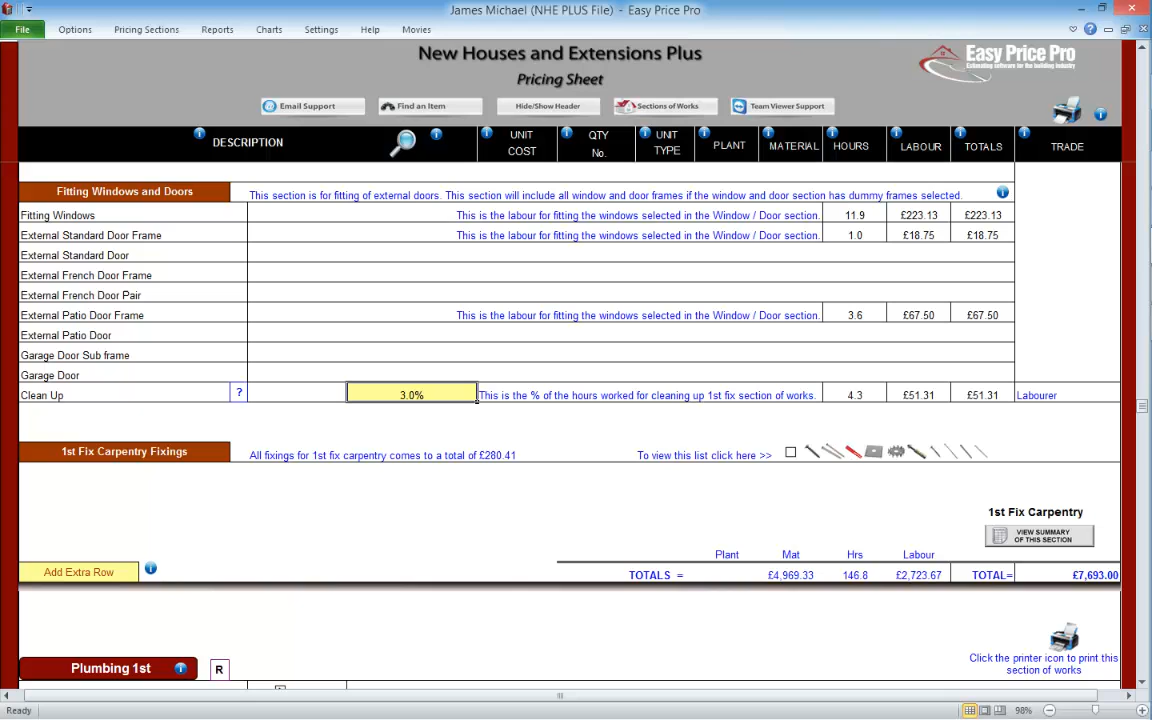 James Michael (NHE PLUS File) - Easy Price Pro
File Options Pricing Sections Reports Charts Settings Help Movies
New Houses and Extensions Plus
Pricing Sheet
Easy Price Pro
Estimating software for the building industry
Email Support Find an Item Hide/Show Header Sections of Works Team Viewer Support
DESCRIPTION UNIT COST QTY No. UNIT TYPE PLANT MATERIAL HOURS LABOUR TOTALS TRADE
Fitting Windows and Doors This section is for fitting of external doors. This section will include all window and door frames if the window and door section has dummy frames selected.
Fitting Windows This is the labour for fitting the windows selected in the Window / Door section. 11.9 £223.13 £223.13
External Standard Door Frame This is the labour for fitting the windows selected in the Window / Door section. 1.0 £18.75 £18.75
External Standard Door
External French Door Frame
External French Door Pair
External Patio Door Frame This is the labour for fitting the windows selected in the Window / Door section. 3.6 £67.50 £67.50
External Patio Door
Garage Door Sub frame
Garage Door
Clean Up ? 3.0% This is the % of the hours worked for cleaning up 1st fix section of works. 4.3 £51.31 £51.31 Labourer
1st Fix Carpentry Fixings All fixings for 1st fix carpentry comes to a total of £280.41 To view this list click here >>
1st Fix Carpentry
VIEW SUMMARY
OF THIS SECTION
Plant Mat Hrs Labour
Add Extra Row TOTALS = £4,969.33 146.8 £2,723.67 TOTAL= £7,693.00
Click the printer icon to print this
section of works
Plumbing 1st R
Ready 98%